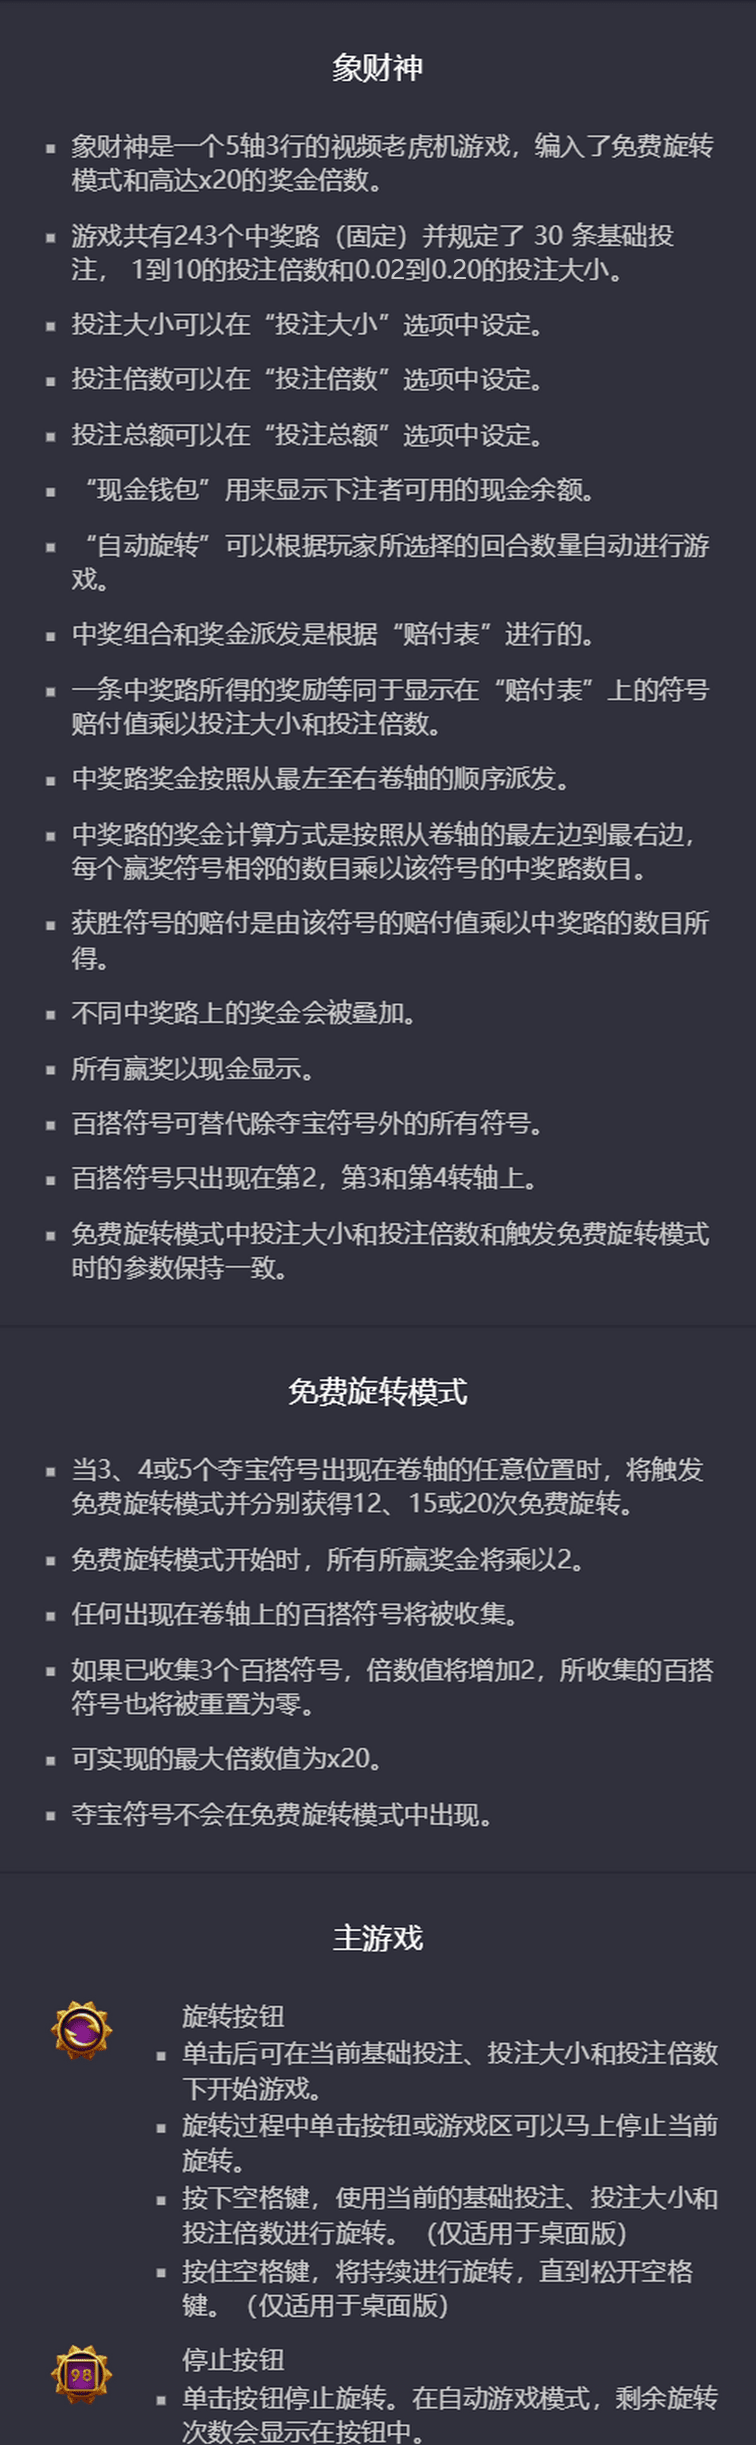 象财神
象财神是一个5轴3行的视频老虎机游戏，编入了免费旋转
模式和高达x20的奖金倍数。
游戏共有243个中奖路（固定）并规定了 30 条基础投
注， 1到10的投注倍数和0.02到0.20的投注大小。
投注大小可以在“投注大小”选项中设定。
投注倍数可以在“投注倍数”选项中设定。
投注总额可以在“投注总额”选项中设定。
“现金钱包”用来显示下注者可用的现金余额。
“自动旋转”可以根据玩家所选择的回合数量自动进行游
戏。
中奖组合和奖金派发是根据“赔付表”进行的。
一条中奖路所得的奖励等同于显示在“赔付表”上的符号
赔付值乘以投注大小和投注倍数。
中奖路奖金按照从最左至右卷轴的顺序派发。
中奖路的奖金计算方式是按照从卷轴的最左边到最右边，
每个赢奖符号相邻的数目乘以该符号的中奖路数目。
获胜符号的赔付是由该符号的赔付值乘以中奖路的数目所
得。
不同中奖路上的奖金会被叠加。
所有赢奖以现金显示。
百搭符号可替代除夺宝符号外的所有符号。
百搭符号只出现在第2，第3和第4转轴上。
免费旋转模式中投注大小和投注倍数和触发免费旋转模式
时的参数保持一致。
免费旋转模式
当3、4或5个夺宝符号出现在卷轴的任意位置时，将触发
免费旋转模式并分别获得12、15或20次免费旋转。
免费旋转模式开始时，所有所赢奖金将乘以2。
任何出现在卷轴上的百搭符号将被收集。
如果已收集3个百搭符号，倍数值将增加2，所收集的百搭
符号也将被重置为零。
可实现的最大倍数值为x20。
夺宝符号不会在免费旋转模式中出现。
主游戏
旋转按钮
单击后可在当前基础投注、投注大小和投注倍数
下开始游戏。
旋转过程中单击按钮或游戏区可以马上停止当前
旋转。
按下空格键，使用当前的基础投注、投注大小和
投注倍数进行旋转。（仅适用于桌面版）
按住空格键，将持续进行旋转，直到松开空格
键。（仅适用于桌面版）
98
停止按钮
单击按钮停止旋转。在自动游戏模式，剩余旋转
次数会显示在按钮中。